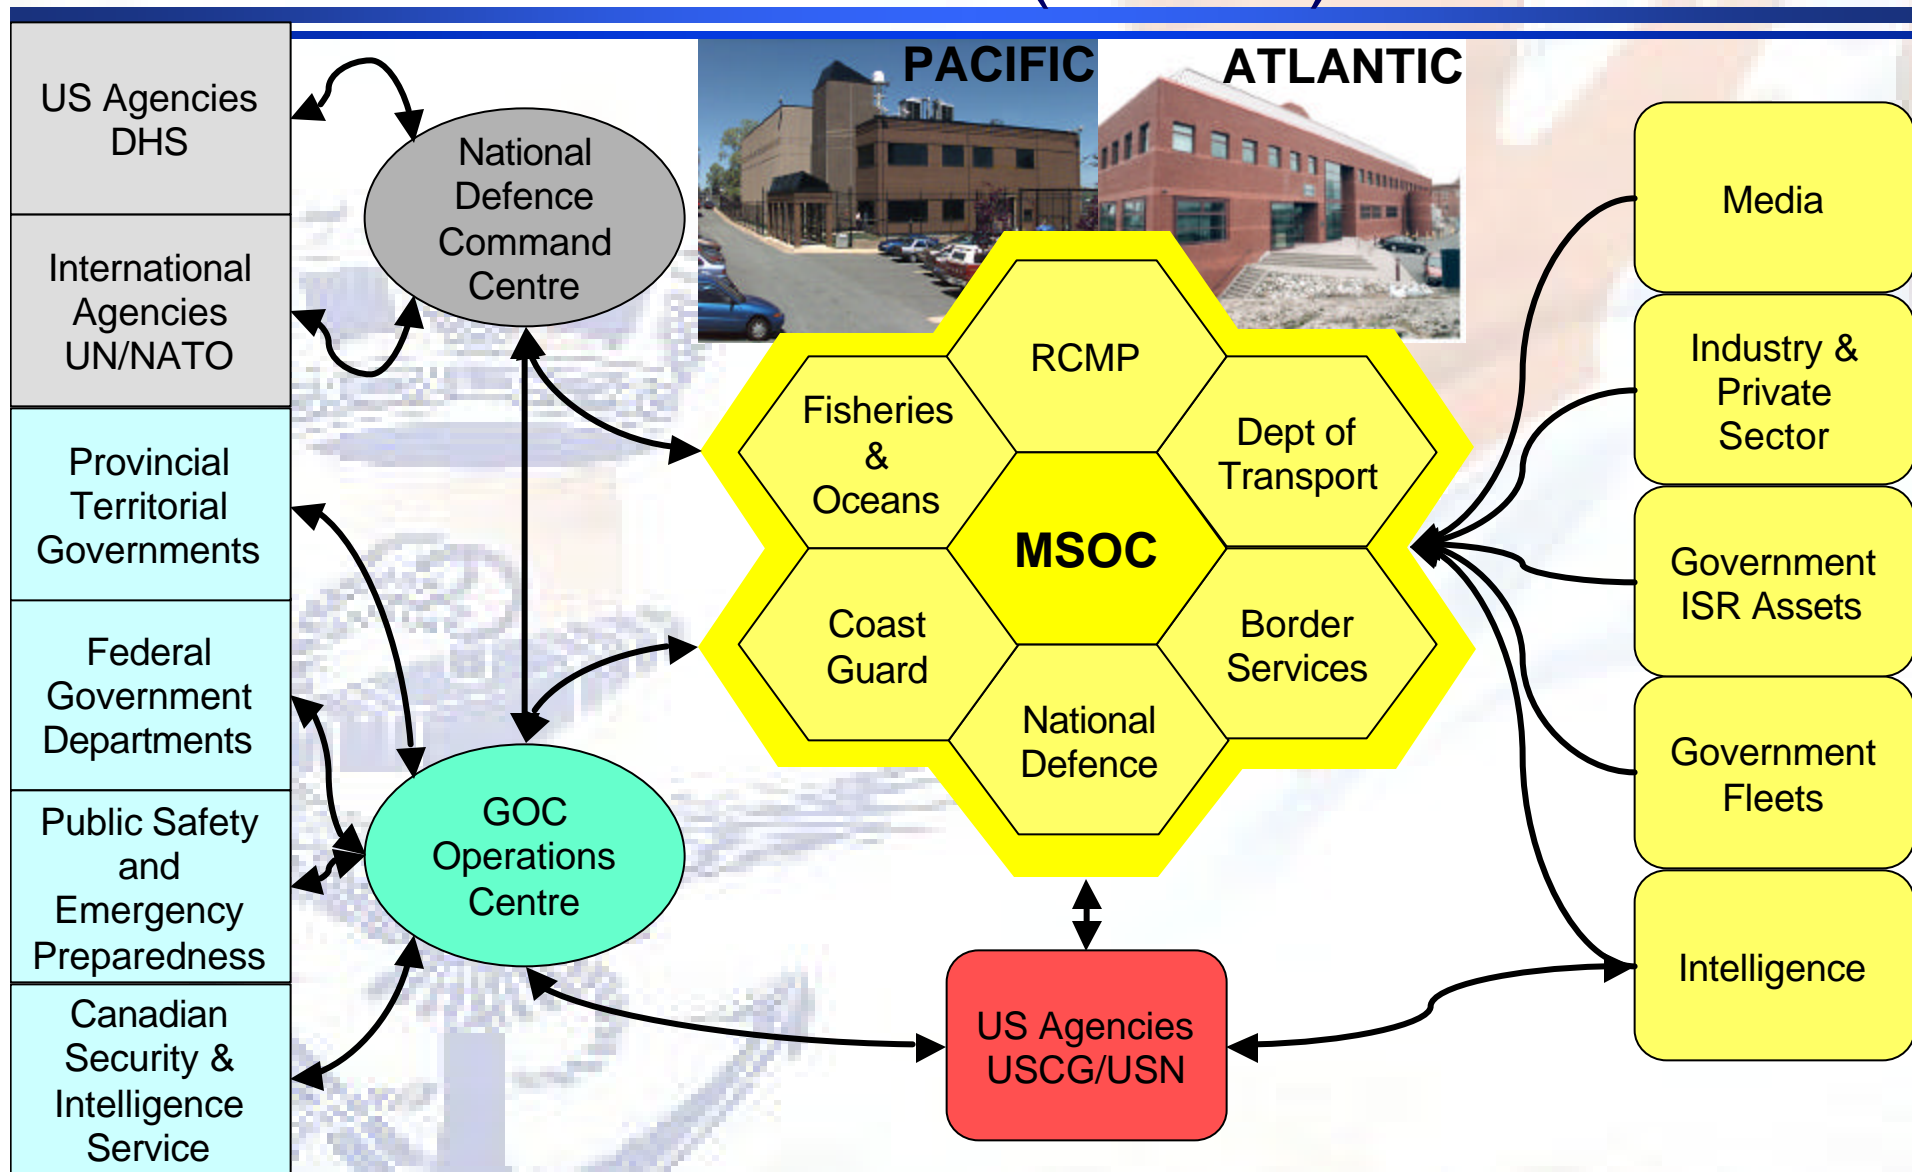 PACIFIC
ATLANTIC
US Agencies
DHS
International
Agencies
UN/NATO
Provincial
Territorial
Governments
Federal
Government
Departments
Public Safety
and
Emergency
Preparedness
Canadian
Security &
Intelligence
Service
National
Defence
Command
Centre
GOC
Operations
Centre
RCMP
Fisheries
&
Oceans
Dept of
Transport
MSOC
Coast
Guard
Border
Services
National
Defence
US Agencies
USCG/USN
Media
Industry &
Private
Sector
Government
ISR Assets
Government
Fleets
Intelligence